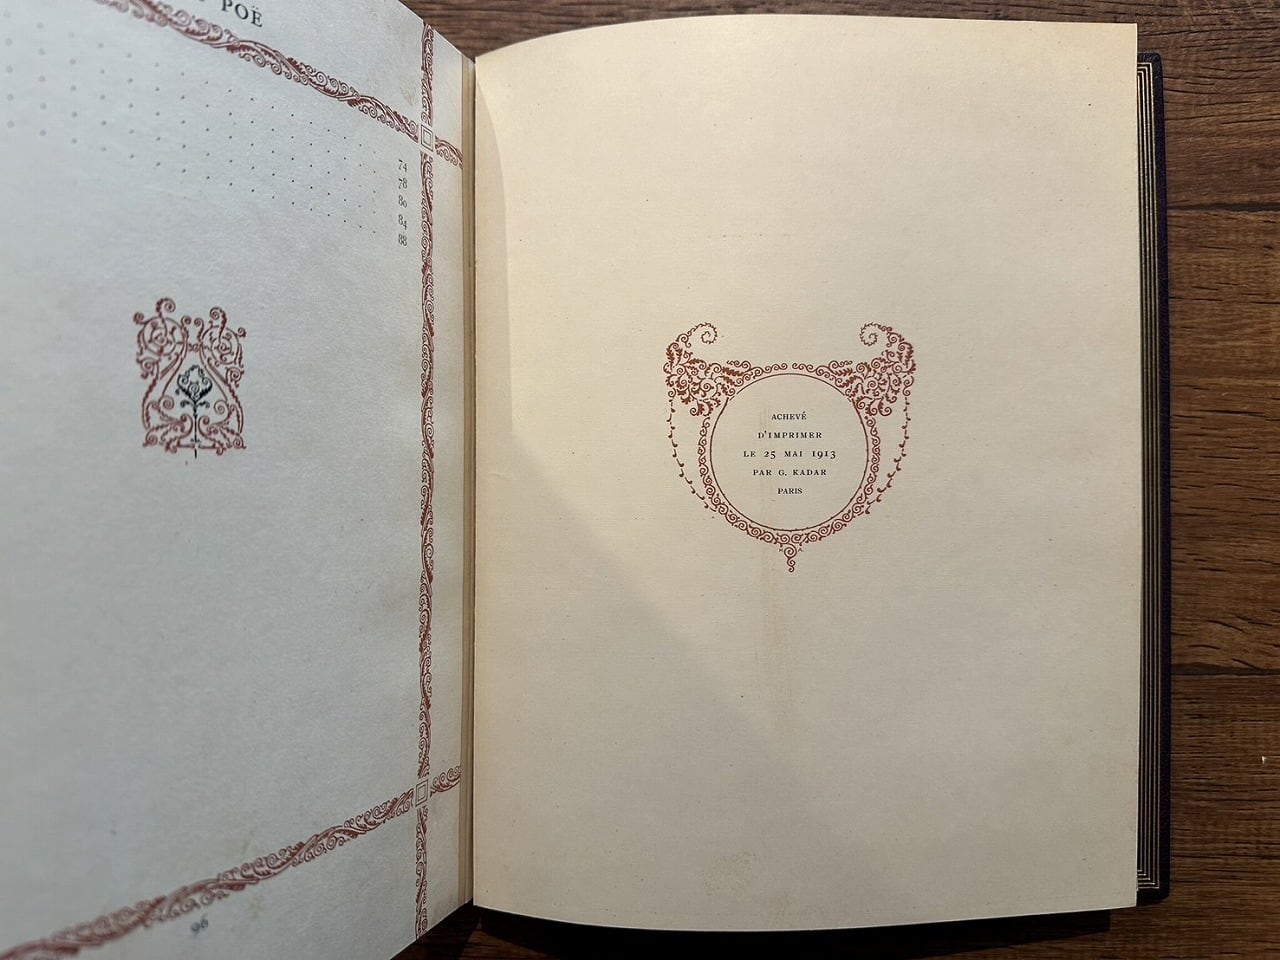 POË
74
78
80
84
88
96
ACHEVÉ
D'IMPRIMER
LE 25 MAI 1913
PAR G. KADAR
PARIS
K. A.